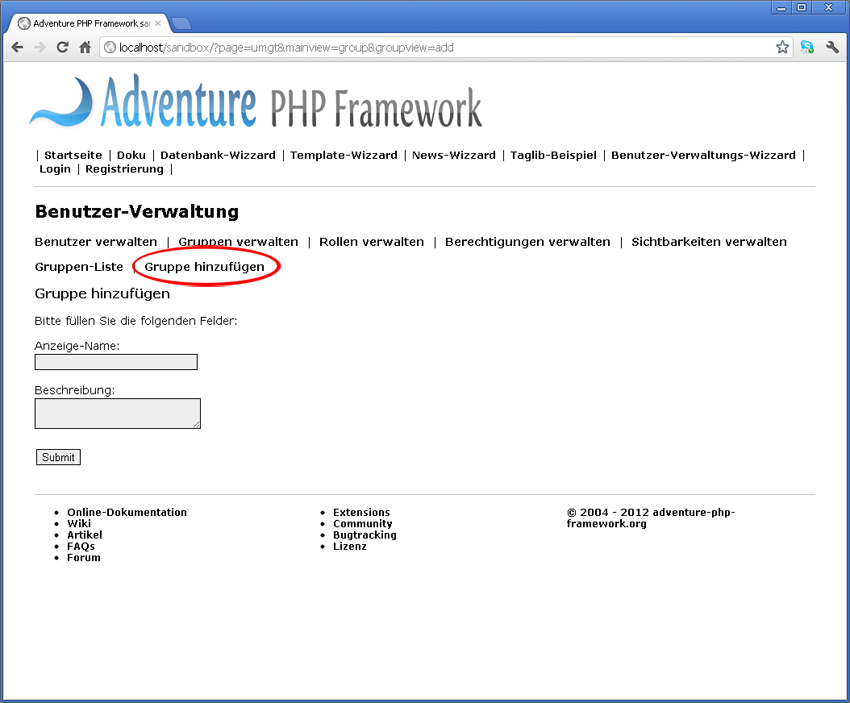 Adventure PHP Framework sa
localhost/sandbox/?page=umgt&mainview=group&groupview=add
Adventure PHP Framework
| Startseite | Doku | Datenbank-Wizzard | Template-Wizzard | News-Wizzard | Taglib-Beispiel | Benutzer-Verwaltungs-Wizzard |
Login | Registrierung |
Benutzer-Verwaltung
Benutzer verwalten | Gruppen verwalten | Rollen verwalten | Berechtigungen verwalten | Sichtbarkeiten verwalten
Gruppen-Liste | Gruppe hinzufügen
Gruppe hinzufügen
Bitte füllen Sie die folgenden Felder:
Anzeige-Name:
Beschreibung:
Submit
• Online-Dokumentation
• Wiki
• Artikel
• FAQs
• Forum
• Extensions
• Community
• Bugtracking
• Lizenz
© 2004 - 2012 adventure-php-
framework.org